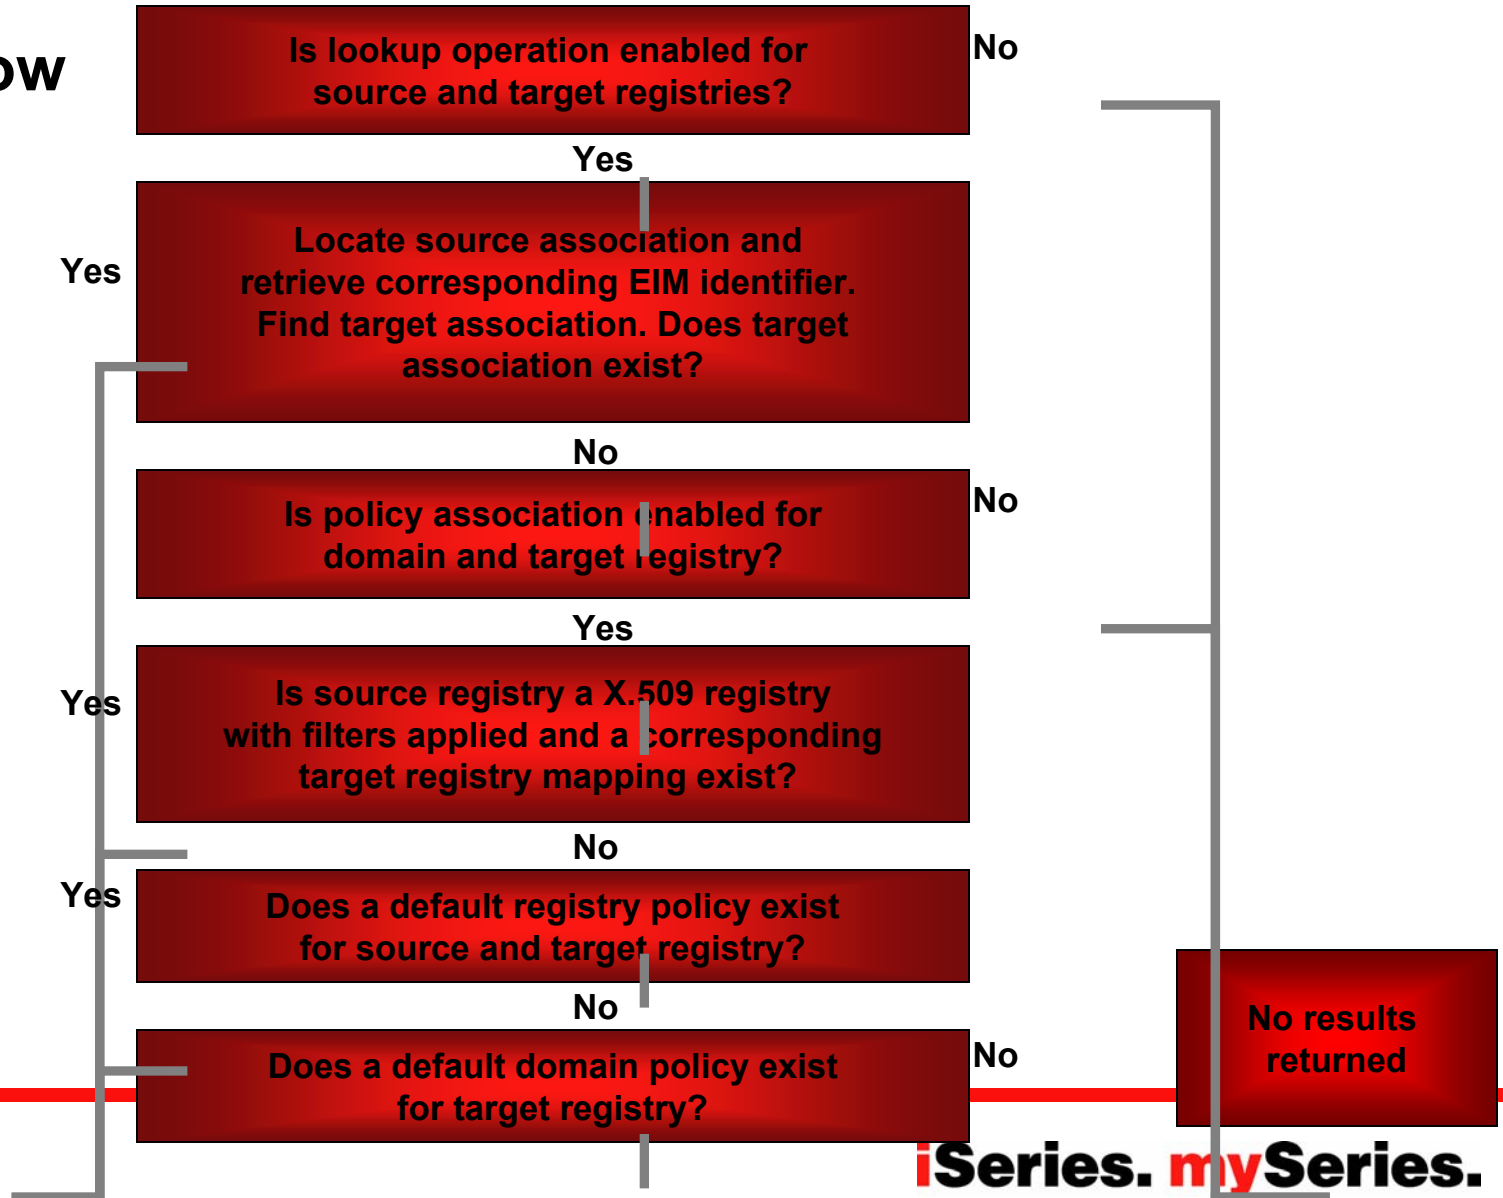 ow
Is lookup operation enabled for
source and target registries?
No
Yes
Locate source association and
retrieve corresponding EIM identifier.
Find target association. Does target
association exist?
Yes
No
Is policy association enabled for
domain and target registry?
No
Yes
Is source registry a X.509 registry
with filters applied and a corresponding
target registry mapping exist?
Yes
No
Does a default registry policy exist
for source and target registry?
Yes
No
Does a default domain policy exist
for target registry?
No
No results
returned
iSeries. mySeries.